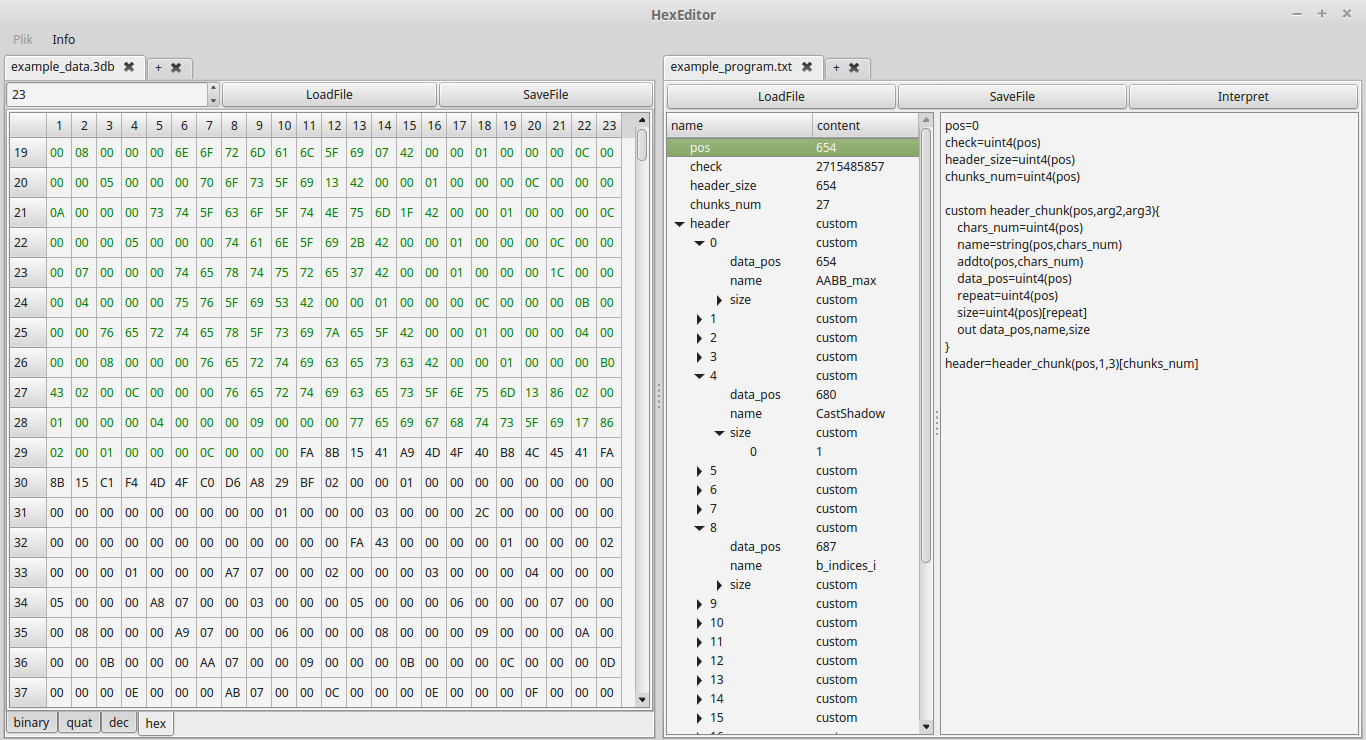 HexEditor
Plik Info
example_data.3db
+
23
LoadFile
SaveFile
1 2 3 4 5 6 7 8 9 10 11 12 13 14 15 16 17 18 19 20 21 22 23
19 00 08 00 00 00 6E 6F 72 6D 61 6C 5F 69 07 42 00 00 01 00 00 00 0C 00
20 00 00 05 00 00 00 70 6F 73 5F 69 13 42 00 00 01 00 00 00 0C 00 00 00
21 0A 00 00 00 73 74 5F 63 6F 5F 74 4E 75 6D 1F 42 00 00 01 00 00 00 0C
22 00 00 00 05 00 00 00 74 61 6E 5F 69 2B 42 00 00 01 00 00 00 0C 00 00
23 00 07 00 00 00 74 65 78 74 75 72 65 37 42 00 00 01 00 00 00 1C 00 00
24 00 04 00 00 00 75 76 5F 69 53 42 00 00 01 00 00 00 0C 00 00 00 0B 00
25 00 00 76 65 72 74 65 78 5F 73 69 7A 65 5F 42 00 00 01 00 00 00 04 00
26 00 00 08 00 00 00 76 65 72 74 69 63 65 73 63 42 00 00 01 00 00 00 B0
27 43 02 00 0C 00 00 00 76 65 72 74 69 63 65 73 5F 6E 75 6D 13 86 02 00
28 01 00 00 00 04 00 00 00 09 00 00 00 77 65 69 67 68 74 73 5F 69 17 86
29 02 00 01 00 00 00 0C 00 00 00 FA 8B 15 41 A9 4D 4F 40 B8 4C 45 41 FA
30 8B 15 C1 F4 4D 4F C0 D6 A8 29 BF 02 00 00 01 00 00 00 00 00 00 00 00
31 00 00 00 00 00 00 00 00 00 01 00 00 00 03 00 00 00 2C 00 00 00 00 00
32 00 00 00 00 00 00 00 00 00 00 00 00 FA 43 00 00 00 00 01 00 00 00 02
33 00 00 00 01 00 00 00 A7 07 00 00 02 00 00 00 03 00 00 00 04 00 00 00
34 05 00 00 00 A8 07 00 00 03 00 00 00 05 00 00 00 06 00 00 00 07 00 00
35 00 08 00 00 00 A9 07 00 00 06 00 00 00 08 00 00 00 09 00 00 00 0A 00
36 00 00 0B 00 00 00 AA 07 00 00 09 00 00 00 0B 00 00 00 0C 00 00 00 0D
37 00 00 00 0E 00 00 00 AB 07 00 00 0C 00 00 00 0E 00 00 00 0F 00 00 00
binary quat dec hex
example_program.txt
+
LoadFile
SaveFile
Interpret
name content
pos 654
check 2715485857
header_size 654
chunks_num 27
header custom
0 custom
data_pos 654
name AABB_max
size custom
1 custom
2 custom
3 custom
4 custom
data_pos 680
name CastShadow
size custom
0 1
5 custom
6 custom
7 custom
8 custom
data_pos 687
name b_indices_i
size custom
9 custom
10 custom
11 custom
12 custom
13 custom
14 custom
15 custom
pos=0
check=uint4(pos)
header_size=uint4(pos)
chunks_num=uint4(pos)
custom header_chunk(pos,arg2,arg3){
chars_num=uint4(pos)
name=string(pos,chars_num)
addto(pos,chars_num)
data_pos=uint4(pos)
repeat=uint4(pos)
size=uint4(pos)[repeat]
out data_pos,name,size
}
header=header_chunk(pos,1,3)[chunks_num]